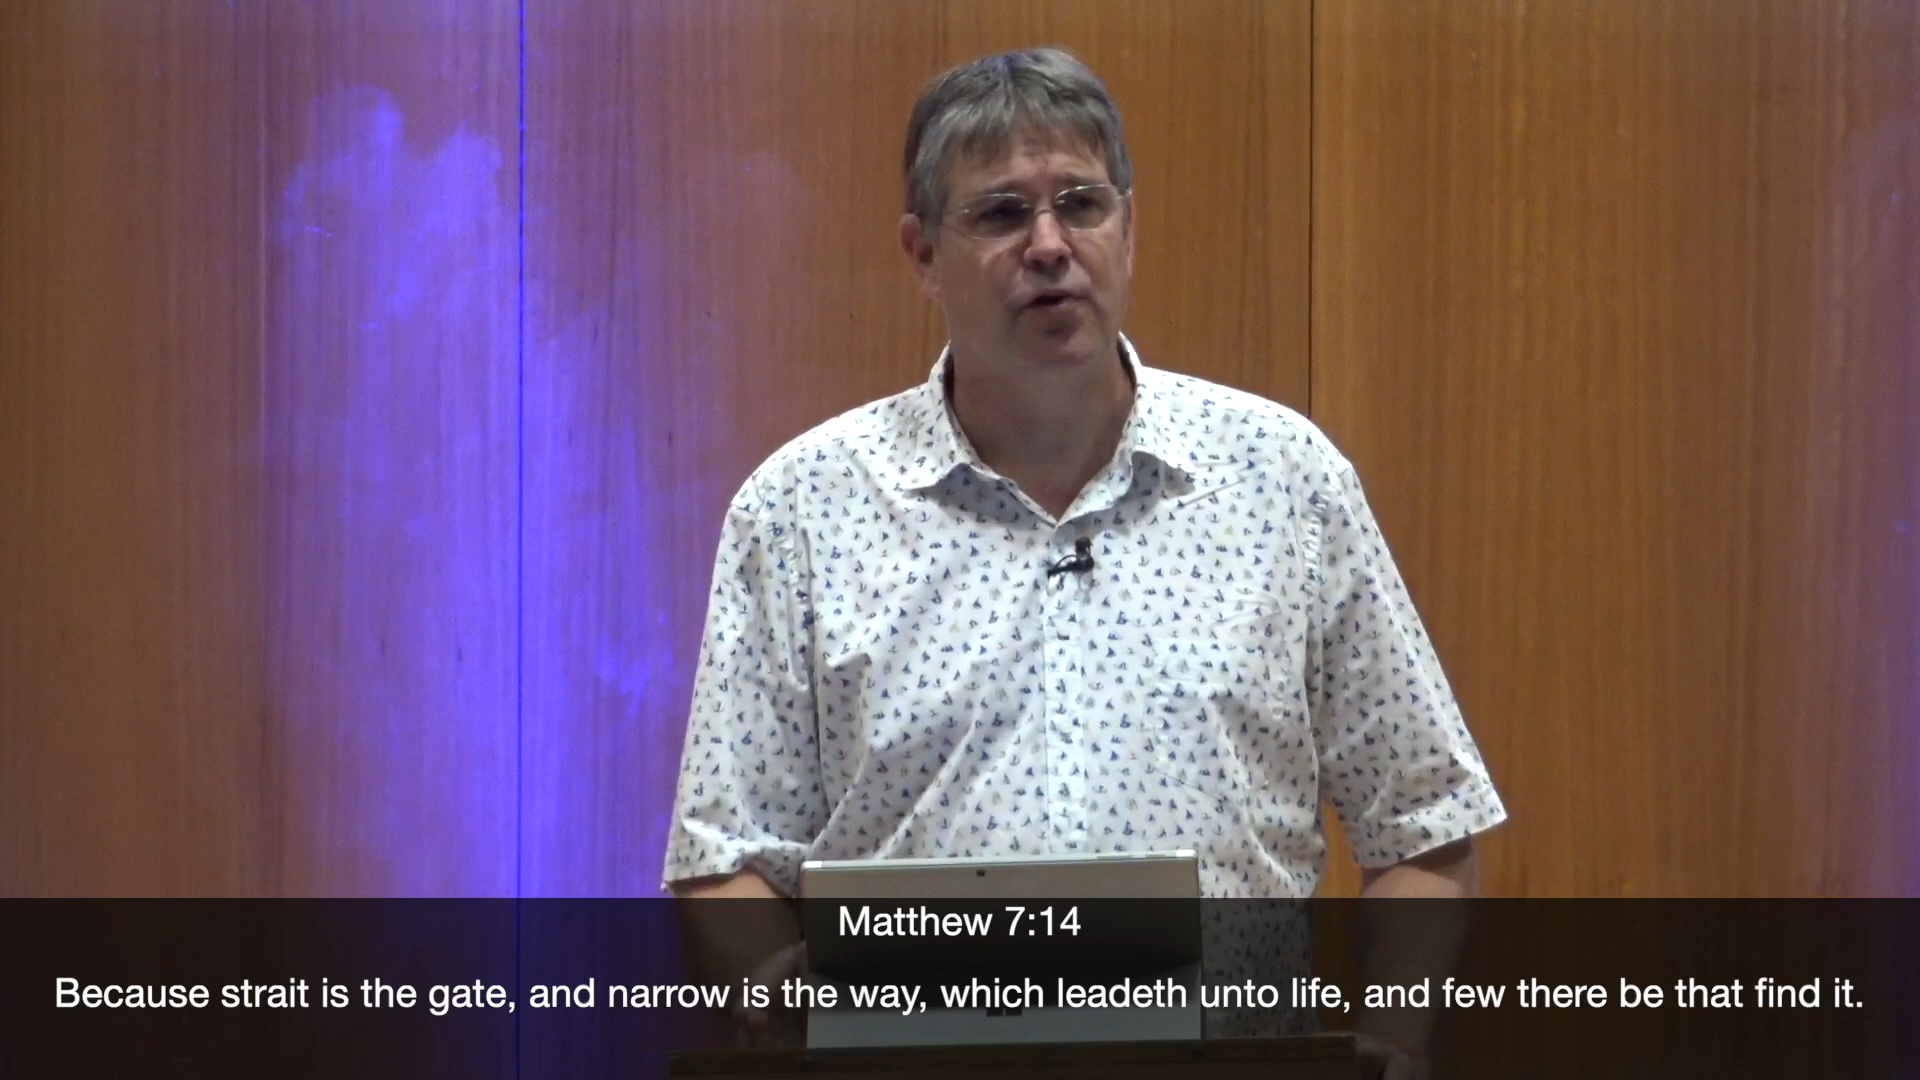 Matthew 7:14
Because strait is the gate, and narrow is the way, which leadeth unto life, and few there be that find it.